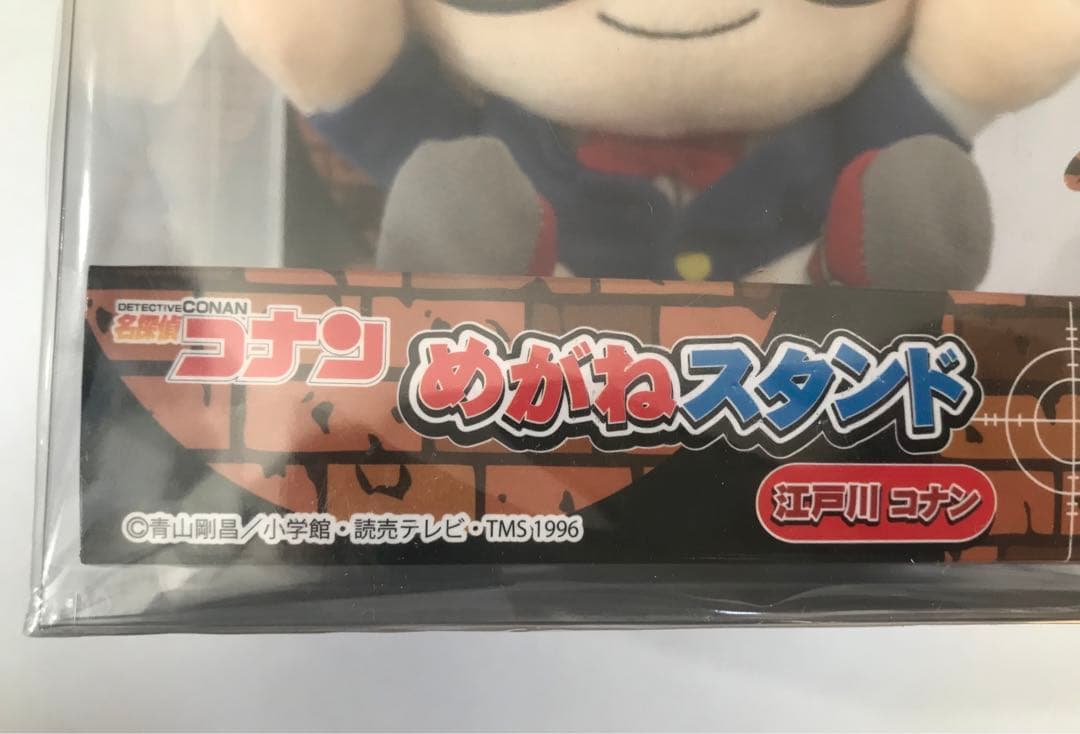 DETECTIVE CONAN
名探偵コナン
めがねスタンド
江戸川 コナン
©青山剛昌／小学館・読売テレビ・TMS 1996